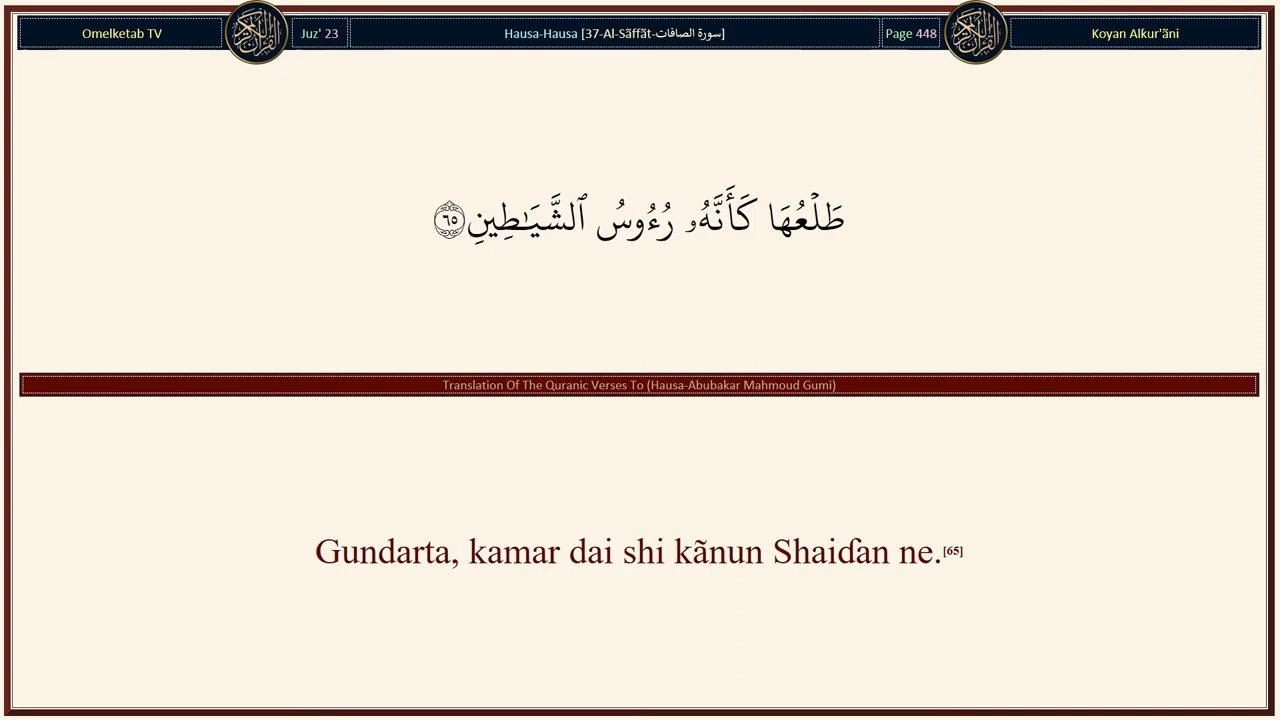 Omelketab TV
Juz' 23
Hausa-Hausa [37-Al-Sãffãt-سورة الصافات]
Page 448
Koyan Alƙur'ãni
طَلْعُهَا كَأَنَّهُۥ رُءُوسُ ٱلشَّيَـٰطِينِ ٦٥
Translation Of The Quranic Verses To (Hausa-Abubakar Mahmoud Gumi)
Gundarta, kamar dai shi kãnun Shaiɗan ne.[65]